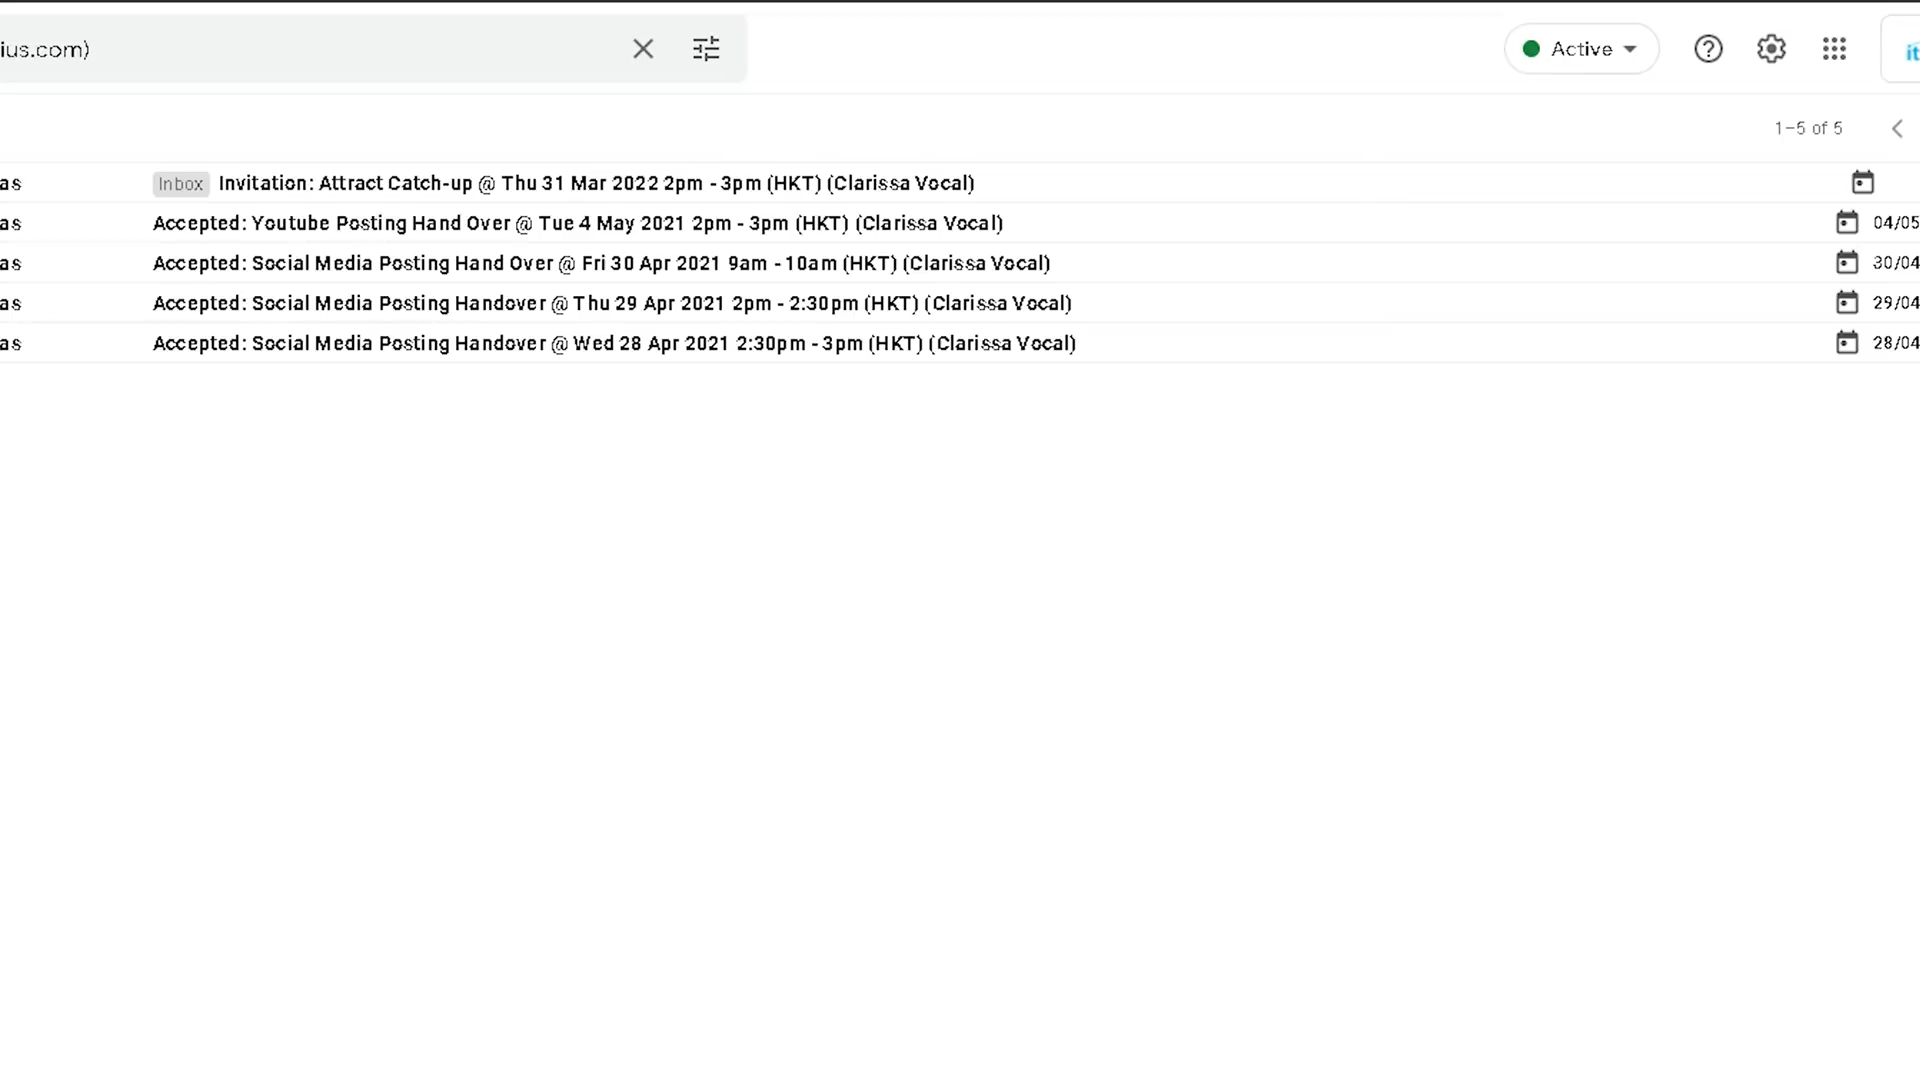 ius.com)
Active
it
1–5 of 5
as Inbox Invitation: Attract Catch-up @ Thu 31 Mar 2022 2pm - 3pm (HKT) (Clarissa Vocal)
as Accepted: Youtube Posting Hand Over @ Tue 4 May 2021 2pm - 3pm (HKT) (Clarissa Vocal) 04/05
as Accepted: Social Media Posting Hand Over @ Fri 30 Apr 2021 9am - 10am (HKT) (Clarissa Vocal) 30/04
as Accepted: Social Media Posting Handover @ Thu 29 Apr 2021 2pm - 2:30pm (HKT) (Clarissa Vocal) 29/04
as Accepted: Social Media Posting Handover @ Wed 28 Apr 2021 2:30pm - 3pm (HKT) (Clarissa Vocal) 28/04